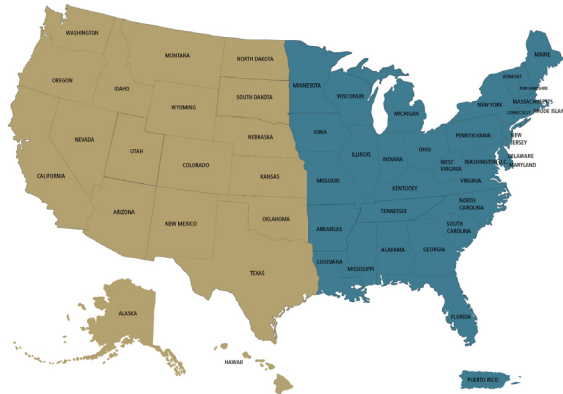 WASHINGTON
MONTANA
NORTH DAKOTA
MINNESOTA
MAINE
VERMONT
NEW HAMPSHIRE
OREGON
IDAHO
WYOMING
SOUTH DAKOTA
WISCONSIN
MICHIGAN
NEW YORK
MASSACHUSETTS
CONNECTICUT
RHODE ISLAN
NEVADA
UTAH
COLORADO
NEBRASKA
IOWA
ILLINOIS
INDIANA
OHIO
PENNSYLVANIA
NEW
JERSEY
CALIFORNIA
KANSAS
MISSOURI
KENTUCKY
WEST
VIRGINIA
WASHINGTON
DELAWARE
MARYLAND
VIRGINIA
ARIZONA
NEW MEXICO
OKLAHOMA
ARKANSAS
TENNESSEE
NORTH
CAROLINA
SOUTH
CAROLINA
TEXAS
LOUISIANA
MISSISSIPPI
ALABAMA
GEORGIA
FLORIDA
ALASKA
HAWAII
PUERTO RICO